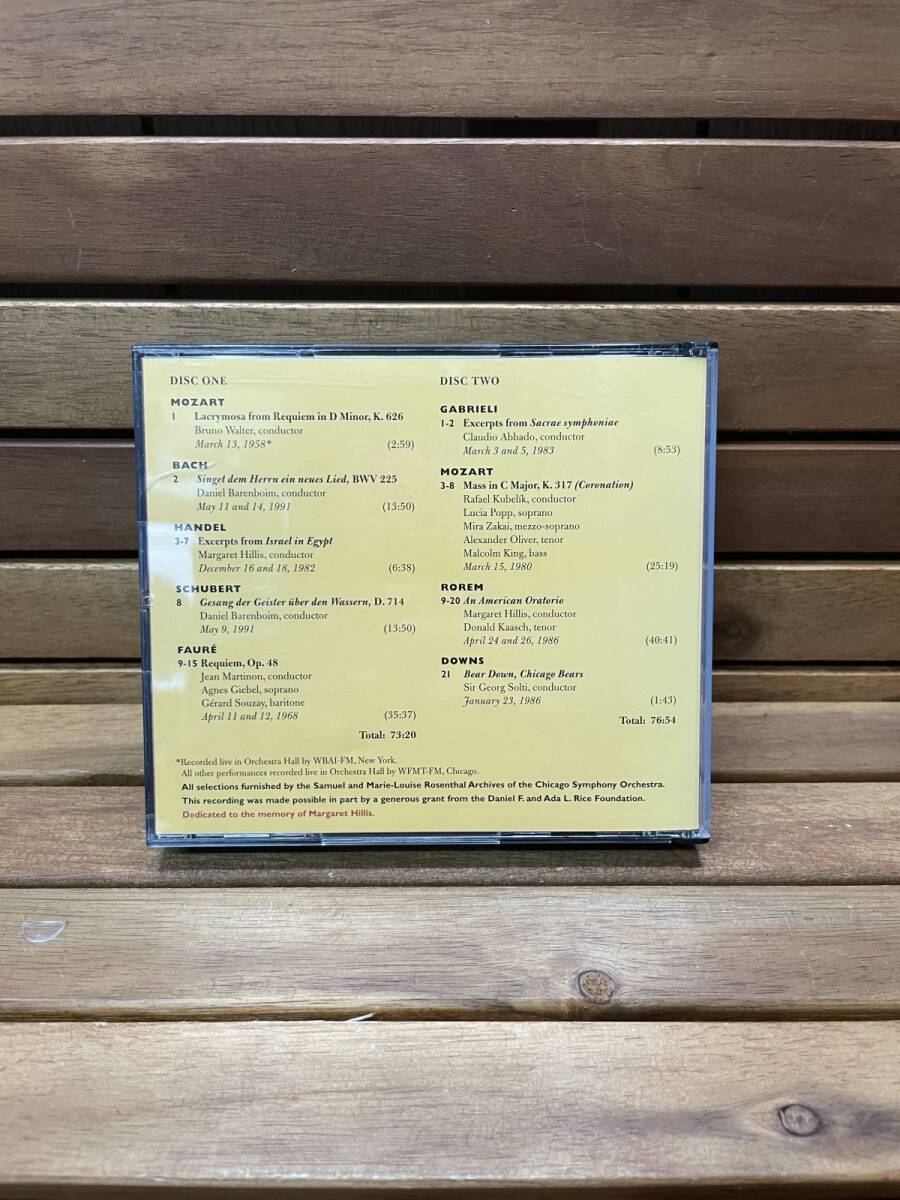 DISC ONE
MOZART
1 Lacrymosa from Requiem in D Minor, K. 626
Bruno Walter, conductor
March 13, 1958* (2:59)
BACH
2 Singet dem Herrn ein neues Lied, BWV 225
Daniel Barenboim, conductor
May 11 and 14, 1991 (13:50)
HANDEL
3-7 Excerpts from Israel in Egypt
Margaret Hillis, conductor
December 16 and 18, 1982 (6:38)
SCHUBERT
8 Gesang der Geister über den Wassern, D. 714
Daniel Barenboim, conductor
May 9, 1991 (13:50)
FAURÉ
9-15 Requiem, Op. 48
Jean Martinon, conductor
Agnes Giebel, soprano
Gérard Souzay, baritone
April 11 and 12, 1968 (35:37)
Total: 73:20
DISC TWO
GABRIELI
1-2 Excerpts from Sacrae symphoniae
Claudio Abbado, conductor
March 3 and 5, 1983 (8:53)
MOZART
3-8 Mass in C Major, K. 317 (Coronation)
Rafael Kubelík, conductor
Lucia Popp, soprano
Mira Zakai, mezzo-soprano
Alexander Oliver, tenor
Malcolm King, bass
March 15, 1980 (25:19)
ROREM
9-20 An American Oratorio
Margaret Hillis, conductor
Donald Kaasch, tenor
April 24 and 26, 1986 (40:41)
DOWNS
21 Bear Down, Chicago Bears
Sir Georg Solti, conductor
January 23, 1986 (1:43)
Total: 76:54
*Recorded live in Orchestra Hall by WBAI-FM, New York.
All other performances recorded live in Orchestra Hall by WFMT-FM, Chicago.
All selections furnished by the Samuel and Marie-Louise Rosenthal Archives of the Chicago Symphony Orchestra.
This recording was made possible in part by a generous grant from the Daniel F. and Ada L. Rice Foundation.
Dedicated to the memory of Margaret Hillis.